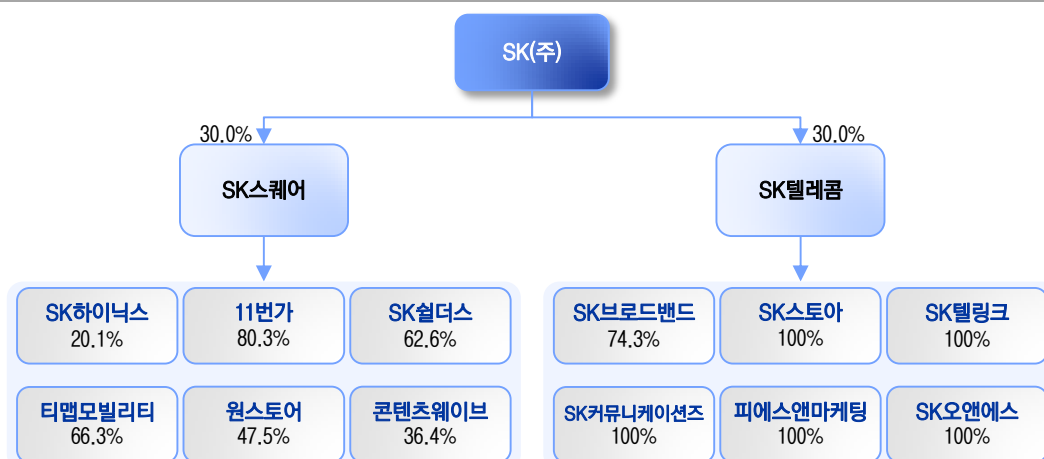 SK(주)
30.0%
30.0%
SK스퀘어
SK텔레콤
SK하이닉스
20.1%
11번가
80.3%
SK쉴더스
62.6%
SK브로드밴드
74.3%
SK스토아
100%
SK텔링크
100%
티맵모빌리티
66.3%
원스토어
47.5%
콘텐츠웨이브
36.4%
SK커뮤니케이션즈
100%
피에스앤마케팅
100%
SK오앤에스
100%